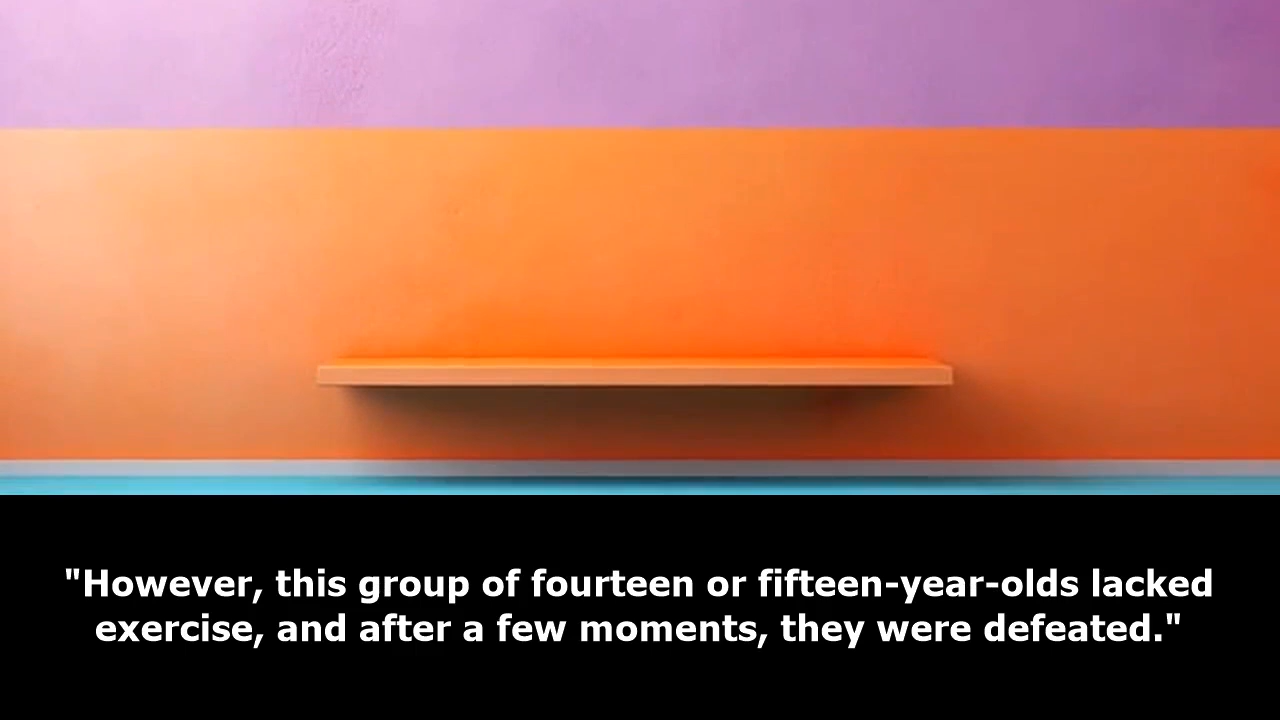 "However, this group of fourteen or fifteen-year-olds lacked
exercise, and after a few moments, they were defeated."